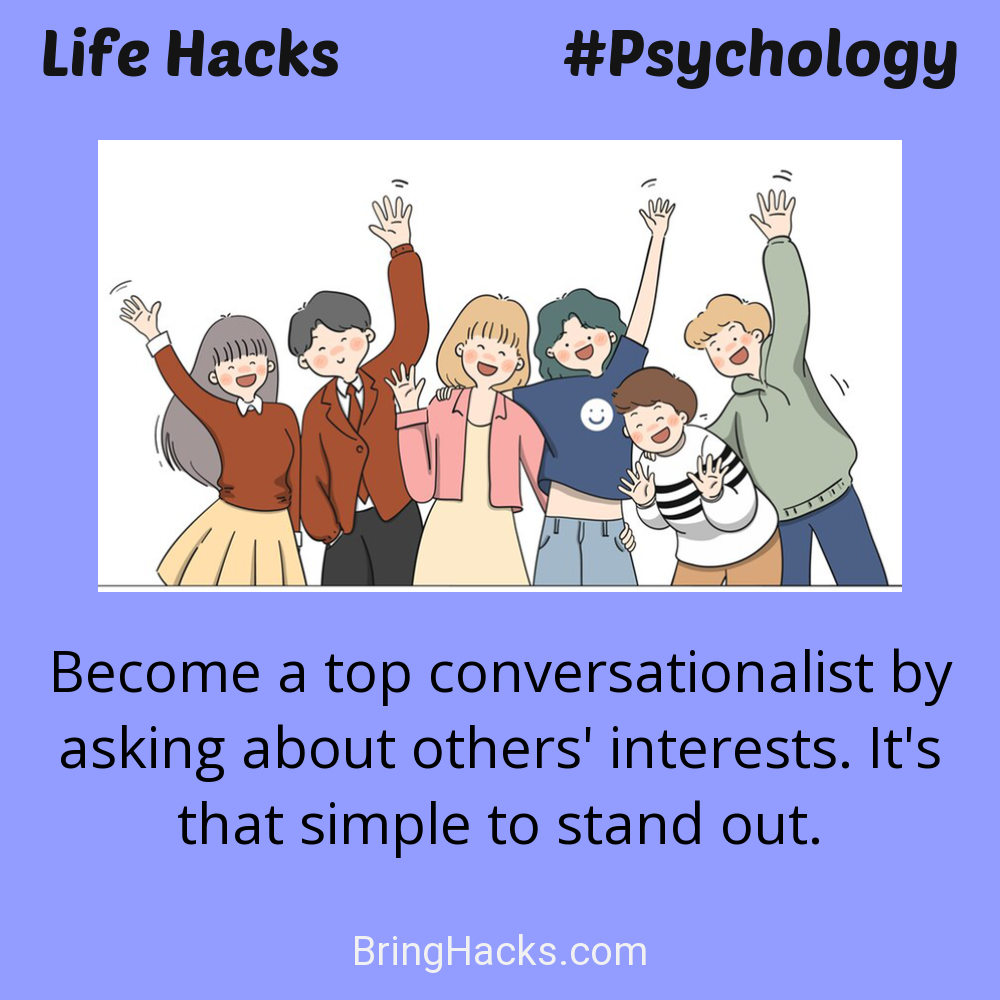 Life Hacks
#Psychology
Become a top conversationalist by
asking about others' interests. It's
that simple to stand out.
BringHacks.com